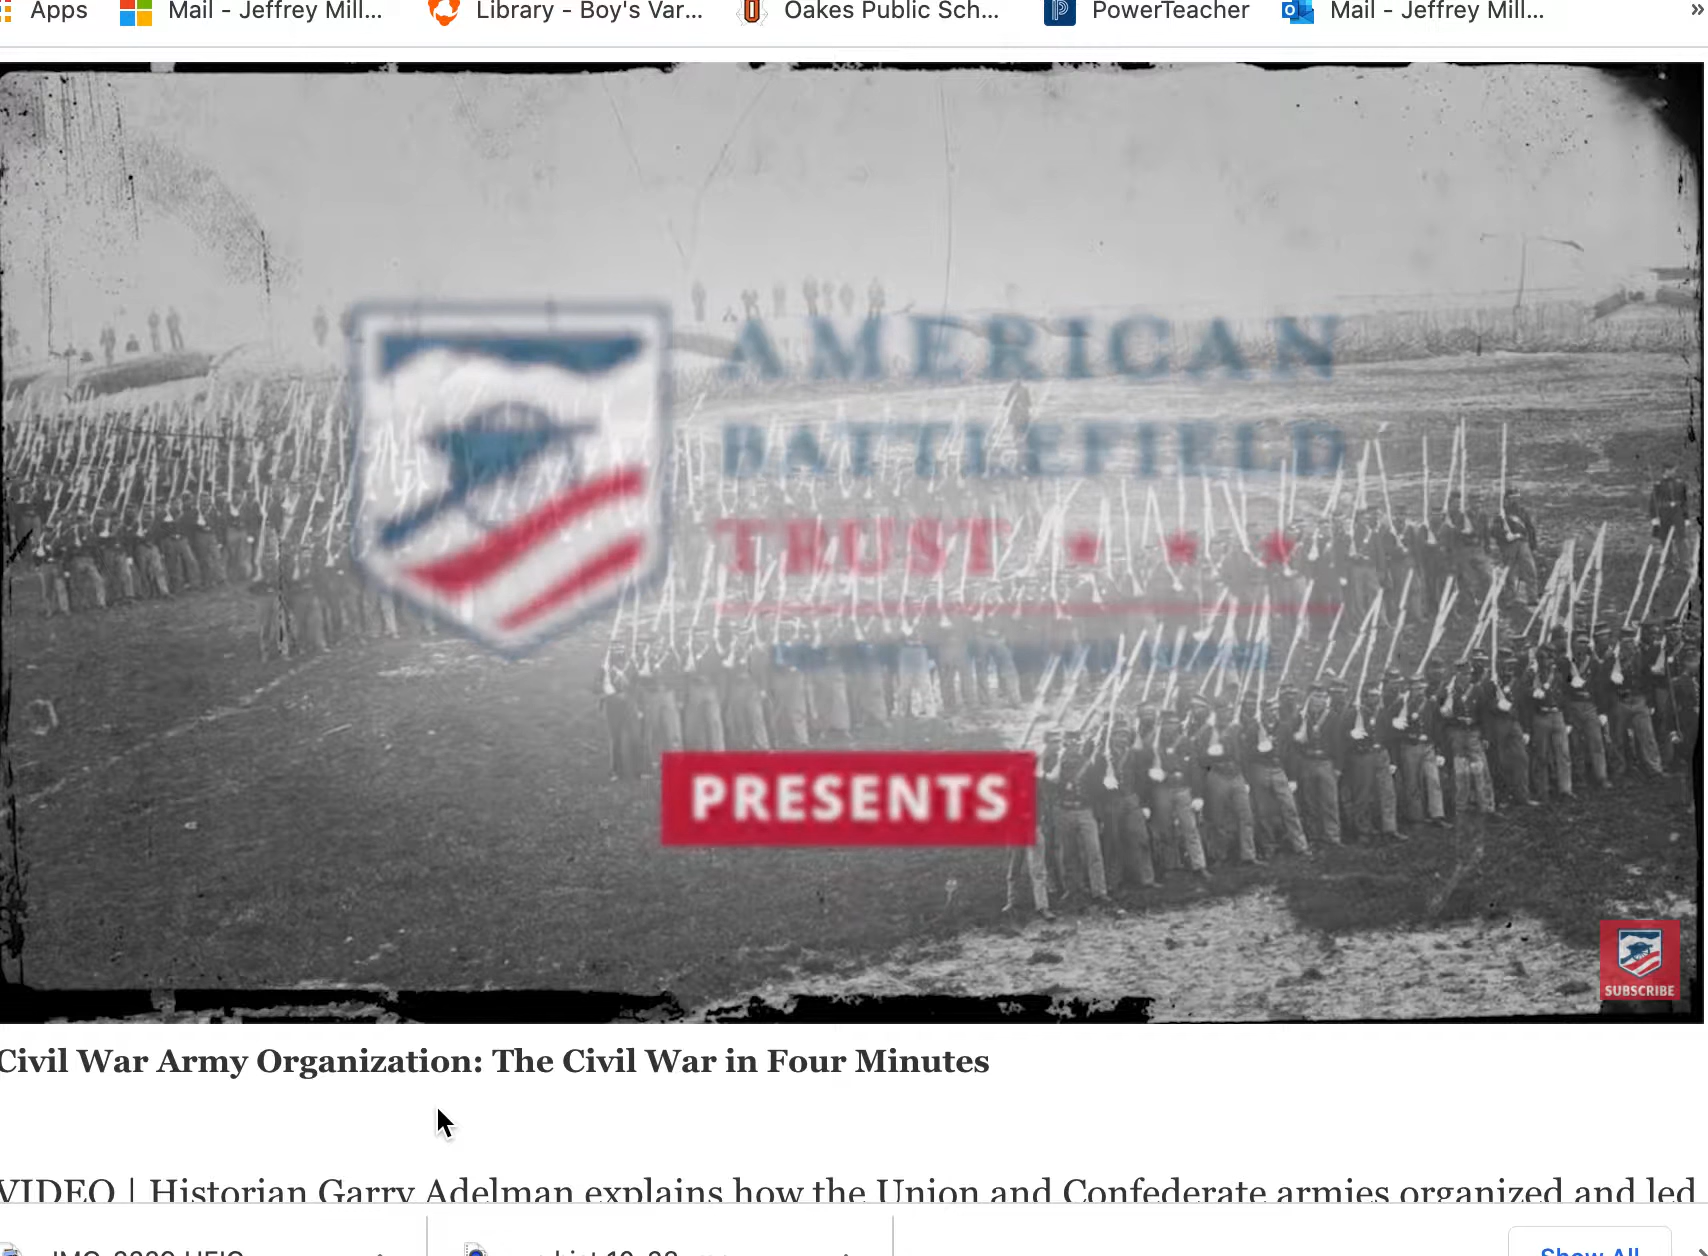 Apps
Mail - Jeffrey Mill...
Library - Boy's Var...
Oakes Public Sch...
PowerTeacher
Mail - Jeffrey Mill...
»
AMERICAN
BATTLEFIELD
TRUST
PRESENTS
SUBSCRIBE
Civil War Army Organization: The Civil War in Four Minutes
VIDEO | Historian Garry Adelman explains how the Union and Confederate armies organized and led
Show All